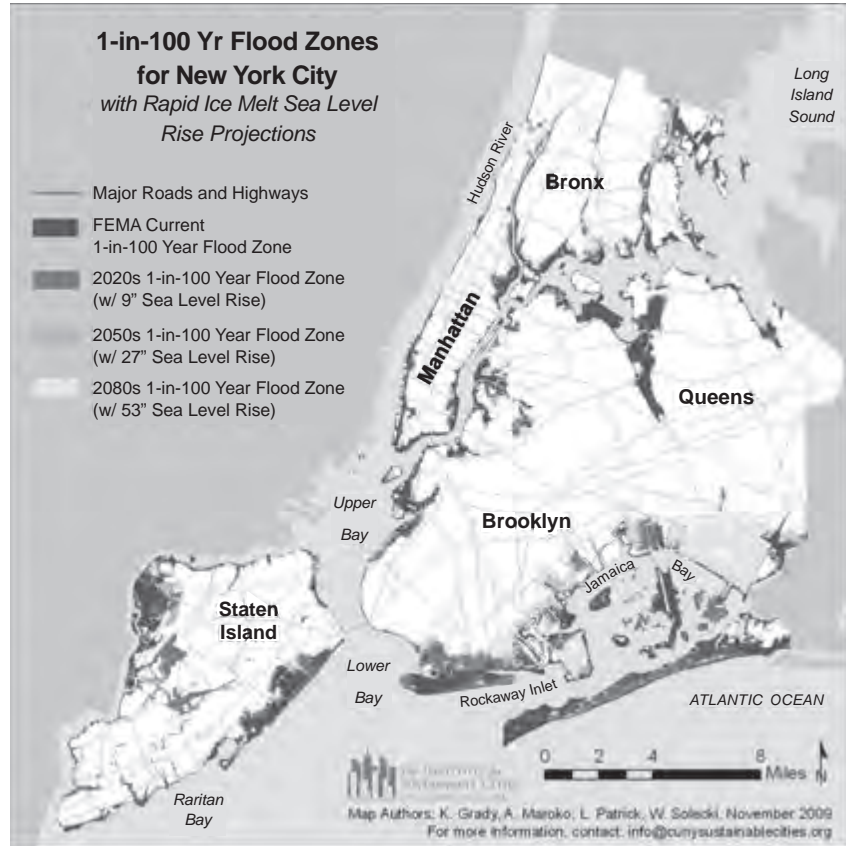 1-in-100 Yr Flood Zones
for New York City
with Rapid Ice Melt Sea Level
Rise Projections
Major Roads and Highways
FEMA Current
1-in-100 Year Flood Zone
2020s 1-in-100 Year Flood Zone
(w/ 9” Sea Level Rise)
2050s 1-in-100 Year Flood Zone
(w/ 27” Sea Level Rise)
2080s 1-in-100 Year Flood Zone
(w/ 53” Sea Level Rise)
Long
Island
Sound
Hudson River
Bronx
Manhattan
Queens
Upper
Bay
Brooklyn
Jamaica
Bay
Staten
Island
Lower
Bay
Rockaway Inlet
ATLANTIC OCEAN
Raritan
Bay
0 2 4 8
Miles N
Map Authors: K. Grady, A. Maroko, L. Patrick, W. Solecki, November 2009
For more information, contact: info@cunysustainablecities.org